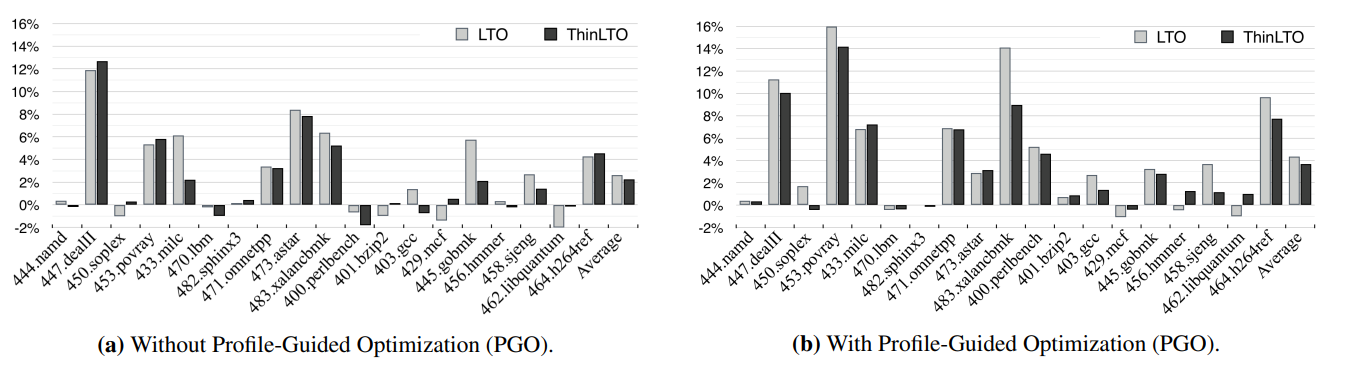 16%
14%
12%
10%
8%
6%
4%
2%
0%
-2%
LTO
ThinLTO
444.namd
447.dealII
450.soplex
453.povray
433.milc
470.lbm
482.sphinx3
471.omnetpp
473.astar
483.xalancbmk
400.perlbench
401.bzip2
403.gcc
429.mcf
445.gobmk
456.hmmer
458.sjeng
462.libquantum
464.h264ref
Average
(a) Without Profile-Guided Optimization (PGO).
16%
14%
12%
10%
8%
6%
4%
2%
0%
-2%
LTO
ThinLTO
444.namd
447.dealII
450.soplex
453.povray
433.milc
470.lbm
482.sphinx3
471.omnetpp
473.astar
483.xalancbmk
400.perlbench
401.bzip2
403.gcc
429.mcf
445.gobmk
456.hmmer
458.sjeng
462.libquantum
464.h264ref
Average
(b) With Profile-Guided Optimization (PGO).